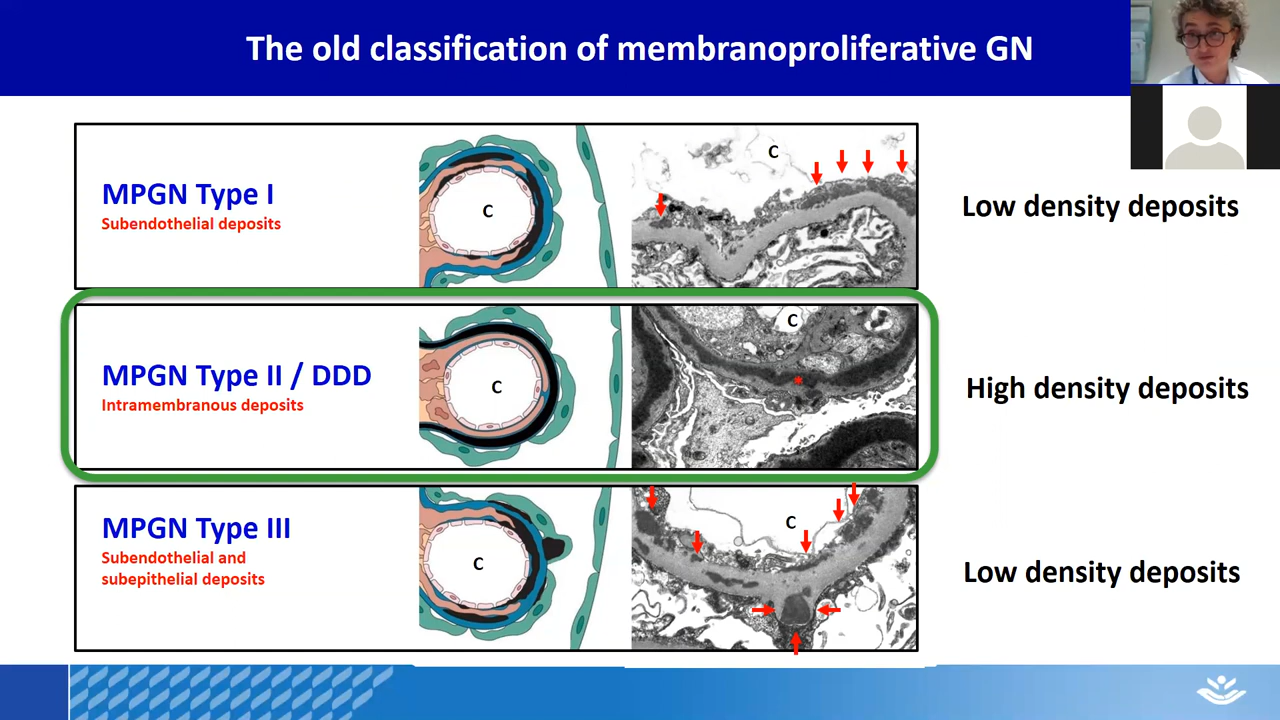 The old classification of membranoproliferative GN
MPGN Type I
Subendothelial deposits
C
C
Low density deposits
MPGN Type II / DDD
Intramembranous deposits
C
C
*
High density deposits
MPGN Type III
Subendothelial and
subepithelial deposits
C
C
Low density deposits